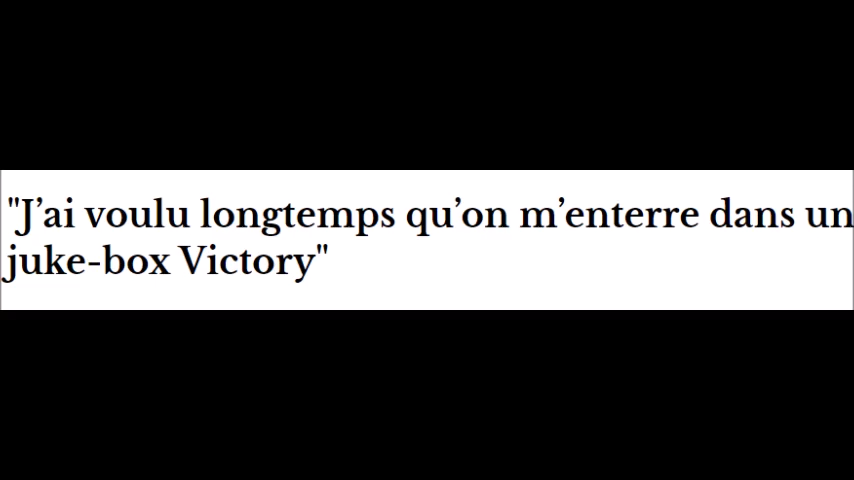 "J’ai voulu longtemps qu’on m’enterre dans un
juke-box Victory"